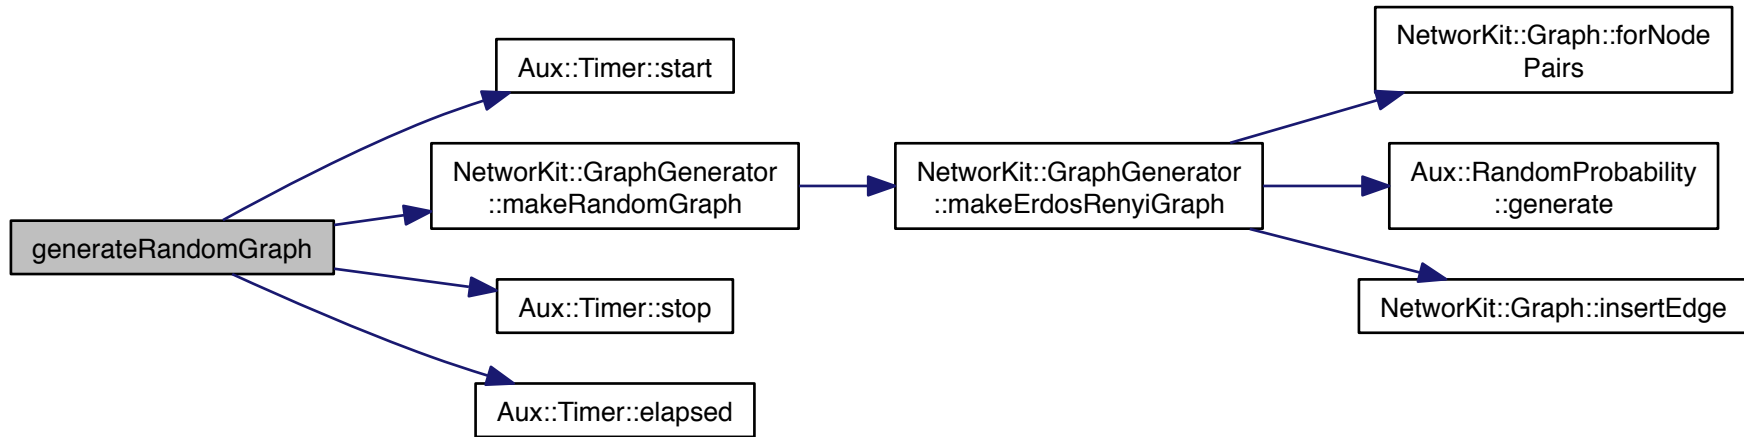 generateRandomGraph
Aux::Timer::start
NetworKit::GraphGenerator
::makeRandomGraph
Aux::Timer::stop
Aux::Timer::elapsed
NetworKit::GraphGenerator
::makeErdosRenyiGraph
NetworKit::Graph::forNode
Pairs
Aux::RandomProbability
::generate
NetworKit::Graph::insertEdge